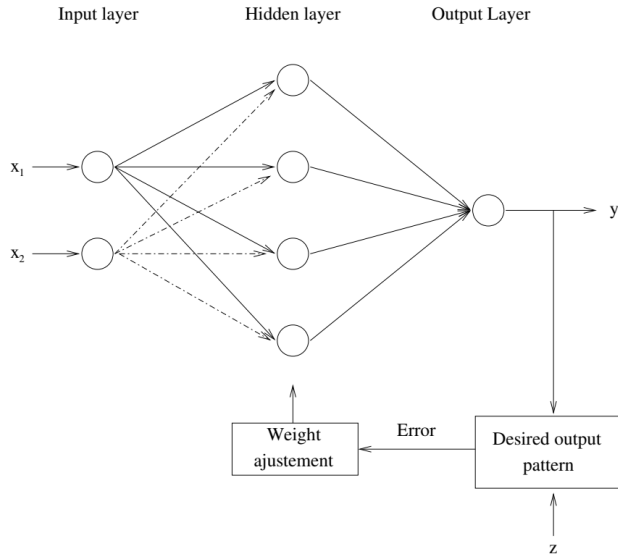 Input layer
Hidden layer
Output Layer
x1
x2
y
Error
Weight
ajustement
Desired output
pattern
z